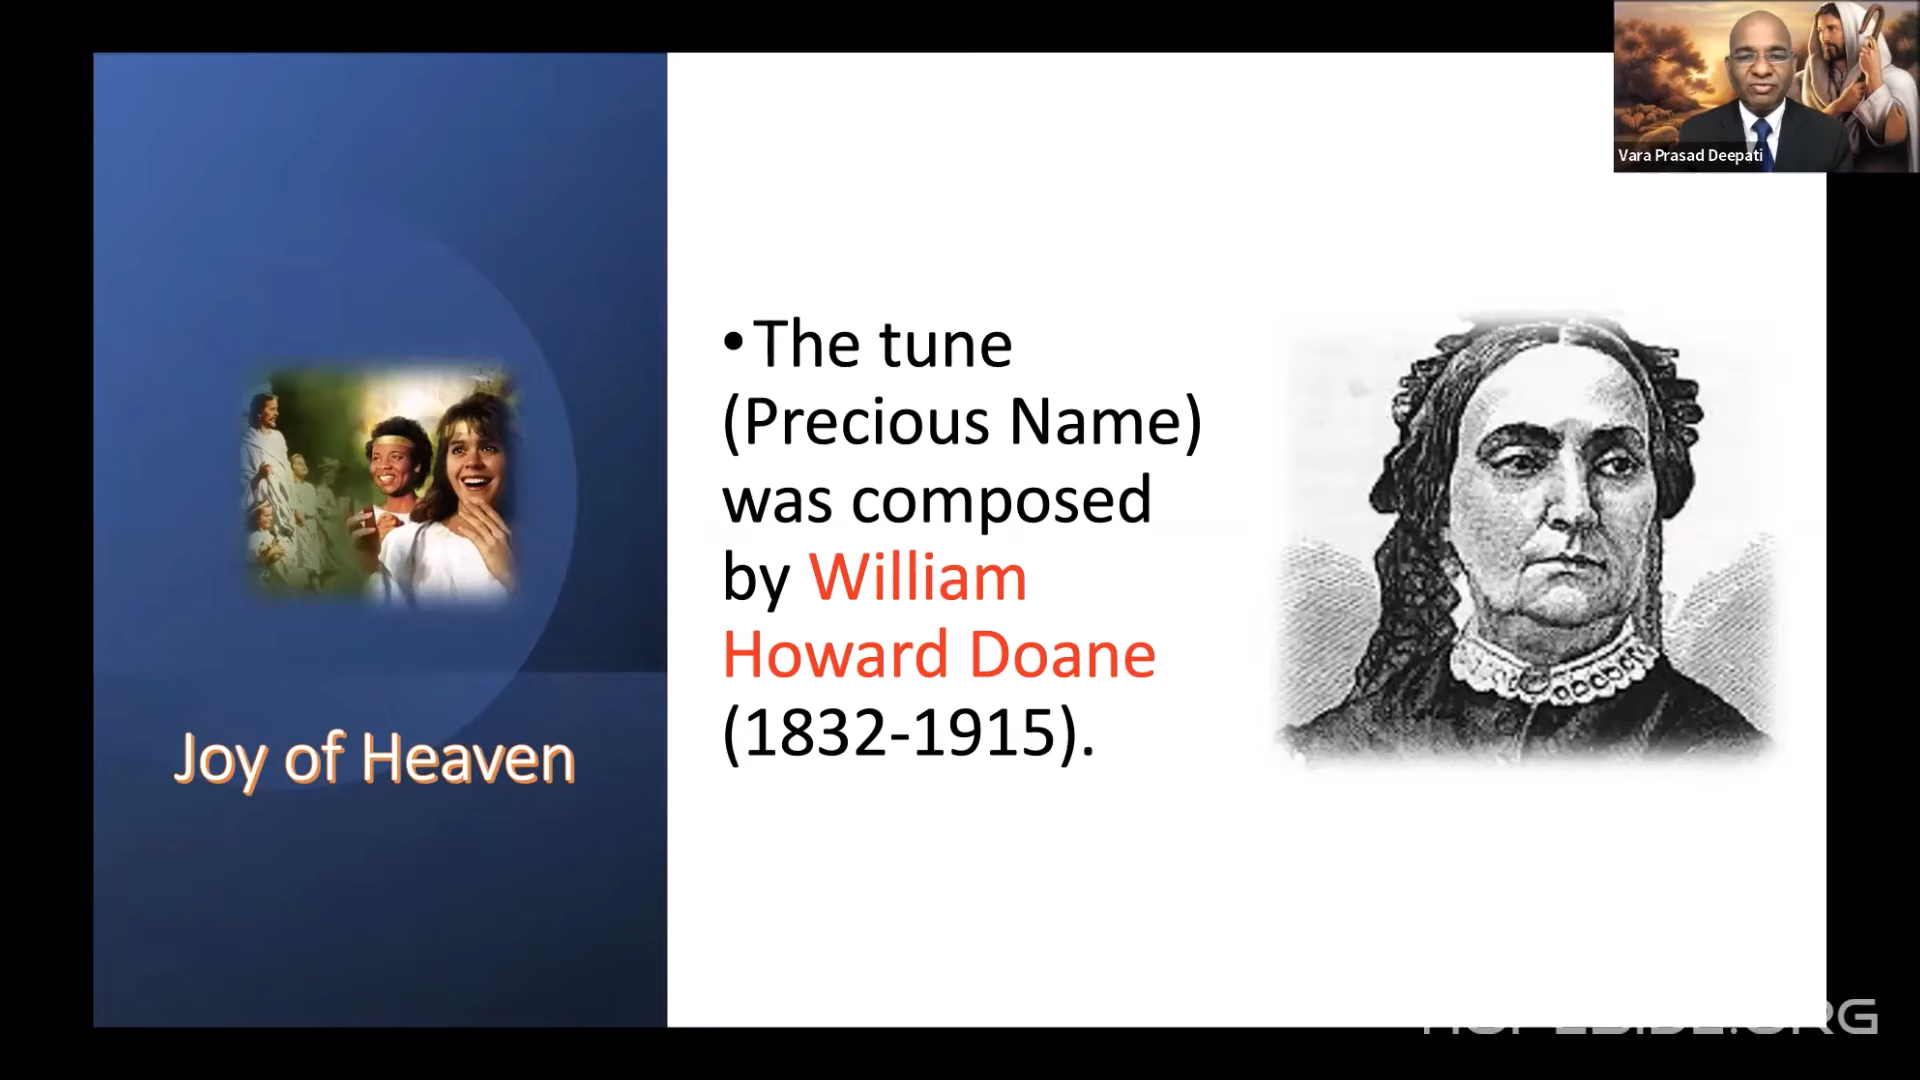 Vara Prasad Deepati
•The tune
(Precious Name)
was composed
by William
Howard Doane
(1832-1915).
Joy of Heaven